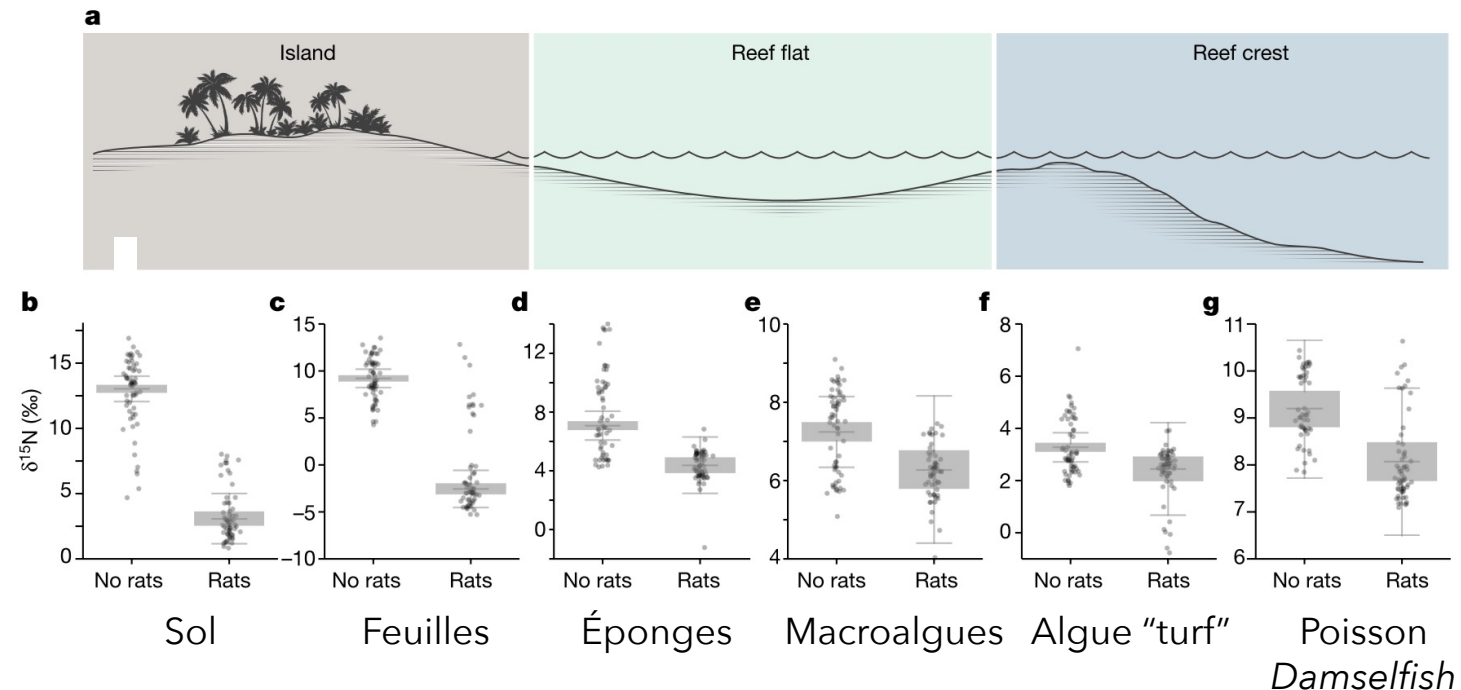 a
Island
Reef flat
Reef crest
b
c
d
e
f
g
δ¹⁵N (‰)
15
10
5
0
15
10
5
0
−5
−10
12
8
4
0
10
8
6
4
8
6
4
2
0
11
10
9
8
7
6
No rats
Rats
No rats
Rats
No rats
Rats
No rats
Rats
No rats
Rats
No rats
Rats
Sol
Feuilles
Éponges
Macroalgues
Algue “turf”
Poisson
Damselfish